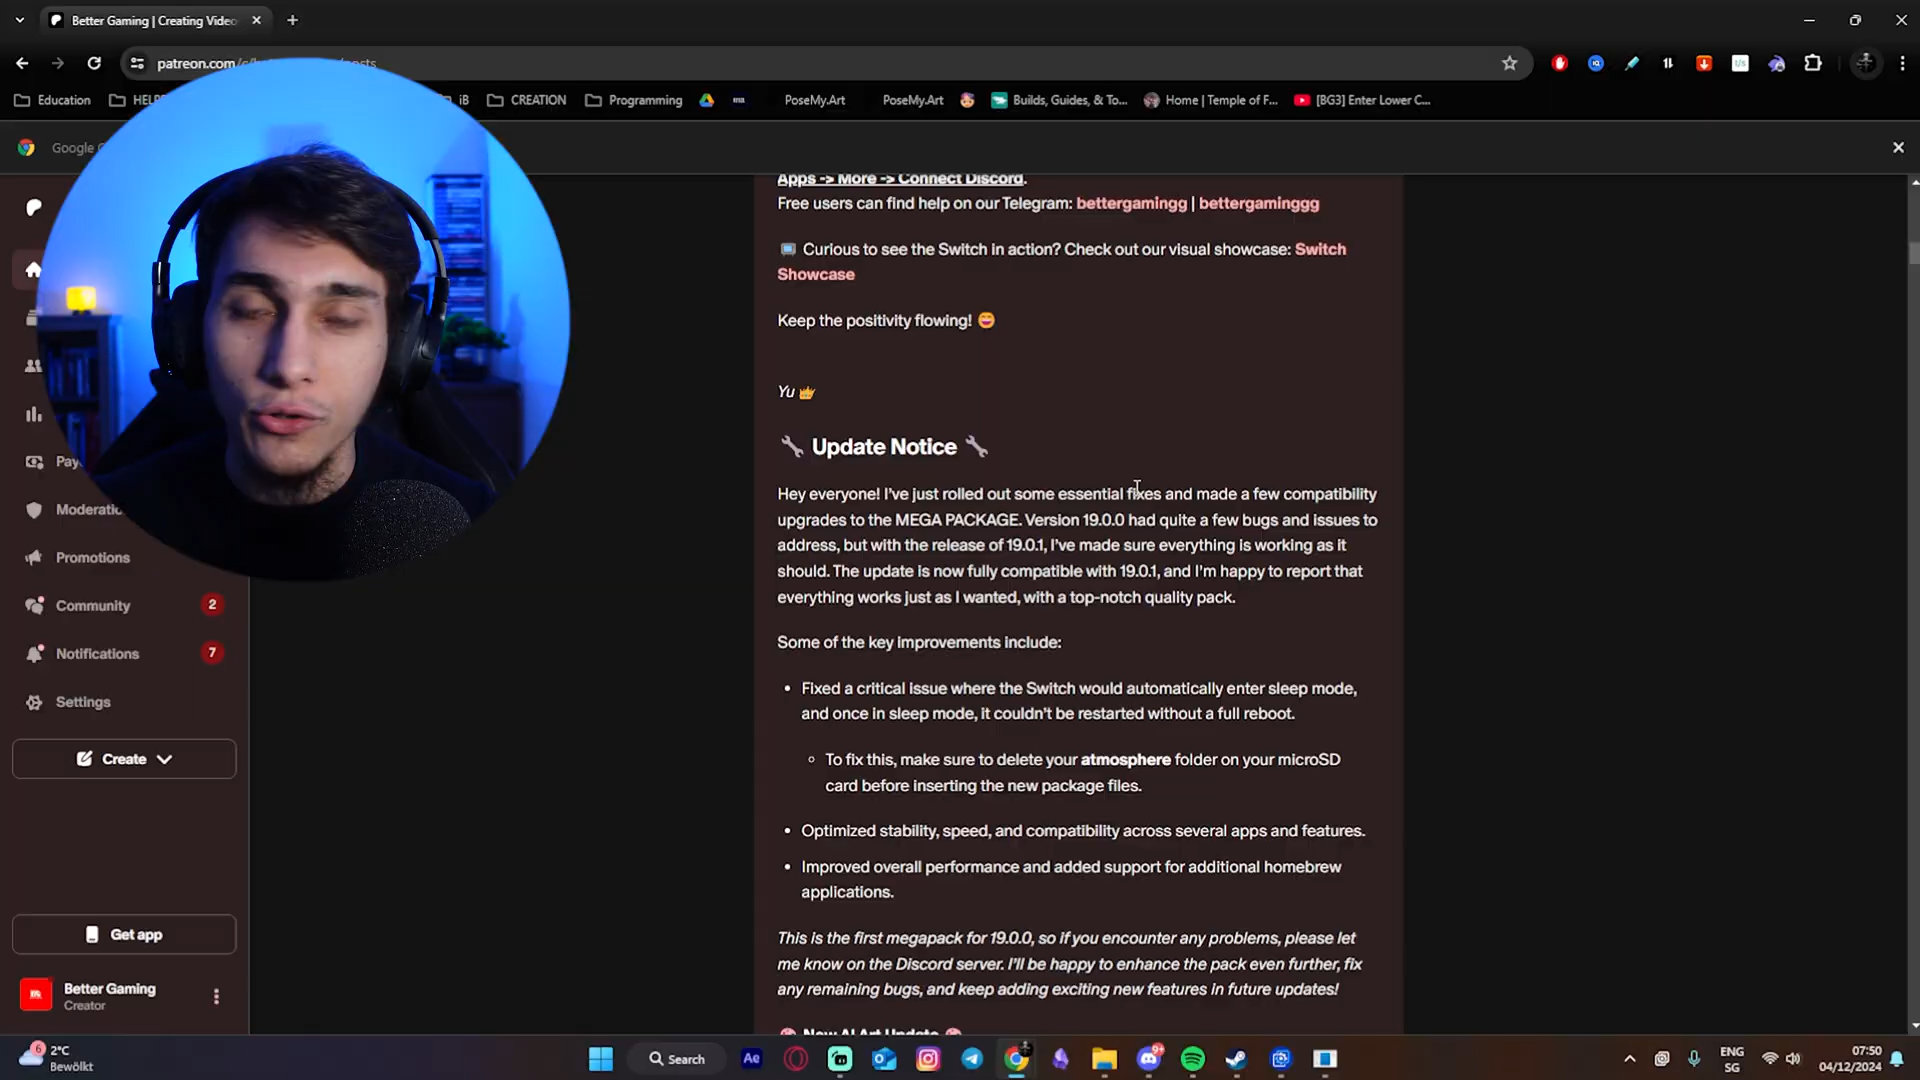 Better Gaming | Creating Video
patreon.com/c
osts
Education
HELP
iB
CREATION
Programming
PoseMy.Art
PoseMy.Art
Builds, Guides, & To...
Home | Temple of F...
[BG3] Enter Lower C...
Google C
Apps -> More -> Connect Discord.
Free users can find help on our Telegram: bettergamingg | bettergaminggg
Curious to see the Switch in action? Check out our visual showcase: Switch
Showcase
Keep the positivity flowing! 😄
Yu 👑
🔧 Update Notice 🔧
Hey everyone! I've just rolled out some essential fixes and made a few compatibility
upgrades to the MEGA PACKAGE. Version 19.0.0 had quite a few bugs and issues to
address, but with the release of 19.0.1, I've made sure everything is working as it
should. The update is now fully compatible with 19.0.1, and I'm happy to report that
everything works just as I wanted, with a top-notch quality pack.
Some of the key improvements include:
• Fixed a critical issue where the Switch would automatically enter sleep mode,
and once in sleep mode, it couldn't be restarted without a full reboot.
◦ To fix this, make sure to delete your atmosphere folder on your microSD
card before inserting the new package files.
• Optimized stability, speed, and compatibility across several apps and features.
• Improved overall performance and added support for additional homebrew
applications.
This is the first megapack for 19.0.0, so if you encounter any problems, please let
me know on the Discord server. I'll be happy to enhance the pack even further, fix
any remaining bugs, and keep adding exciting new features in future updates!
New AI Art Update
Pay
Moderatio
Promotions
Community 2
Notifications 7
Settings
Create
Get app
Better Gaming
Creator
6
2°C
Bewölkt
Search
Ae
9+
ENG
SG
07:50
04/12/2024